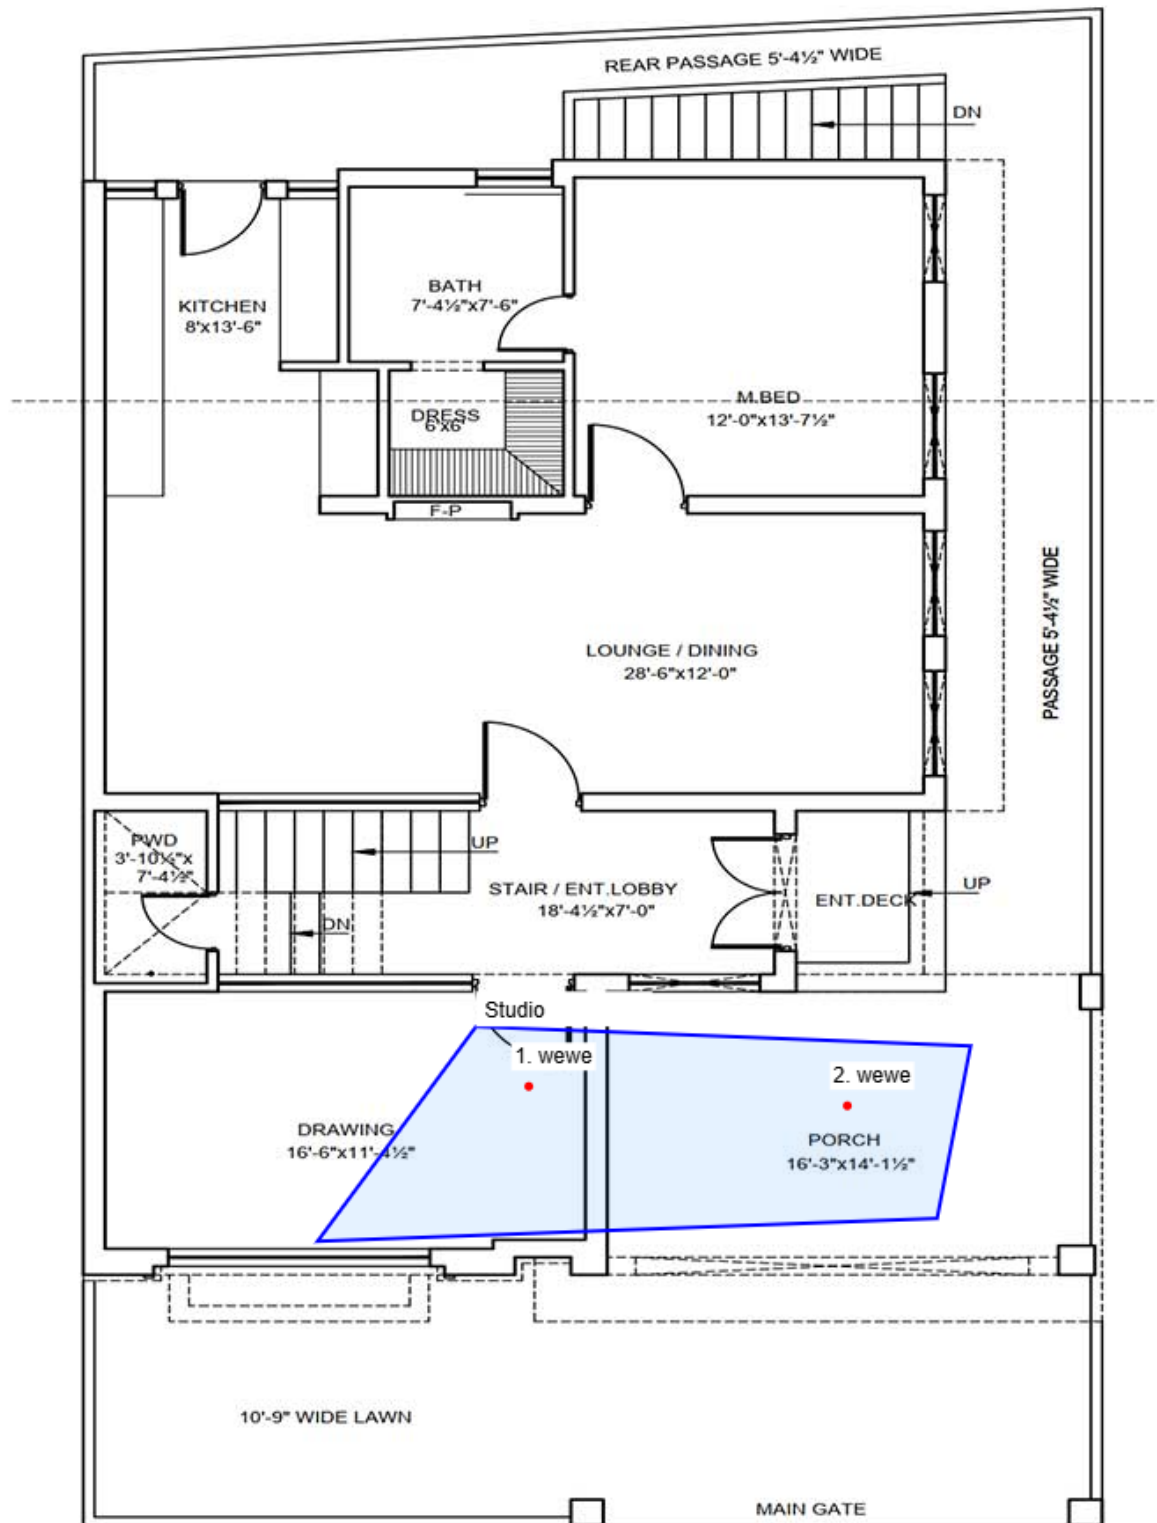 REAR PASSAGE 5'-4½" WIDE
DN
BATH
7'-4½"x7'-6"
KITCHEN
8'x13'-6"
M.BED
12'-0"x13'-7½"
DRESS
6'x6'
F-P
PASSAGE 5'-4½" WIDE
LOUNGE / DINING
28'-6"x12'-0"
PWD
3'-10½"x
7'-4½"
UP
STAIR / ENT.LOBBY
18'-4½"x7'-0"
UP
ENT.DECK
DN
Studio
1. wewe
2. wewe
DRAWING
16'-6"x11'-4½"
PORCH
16'-3"x14'-1½"
10'-9" WIDE LAWN
MAIN GATE